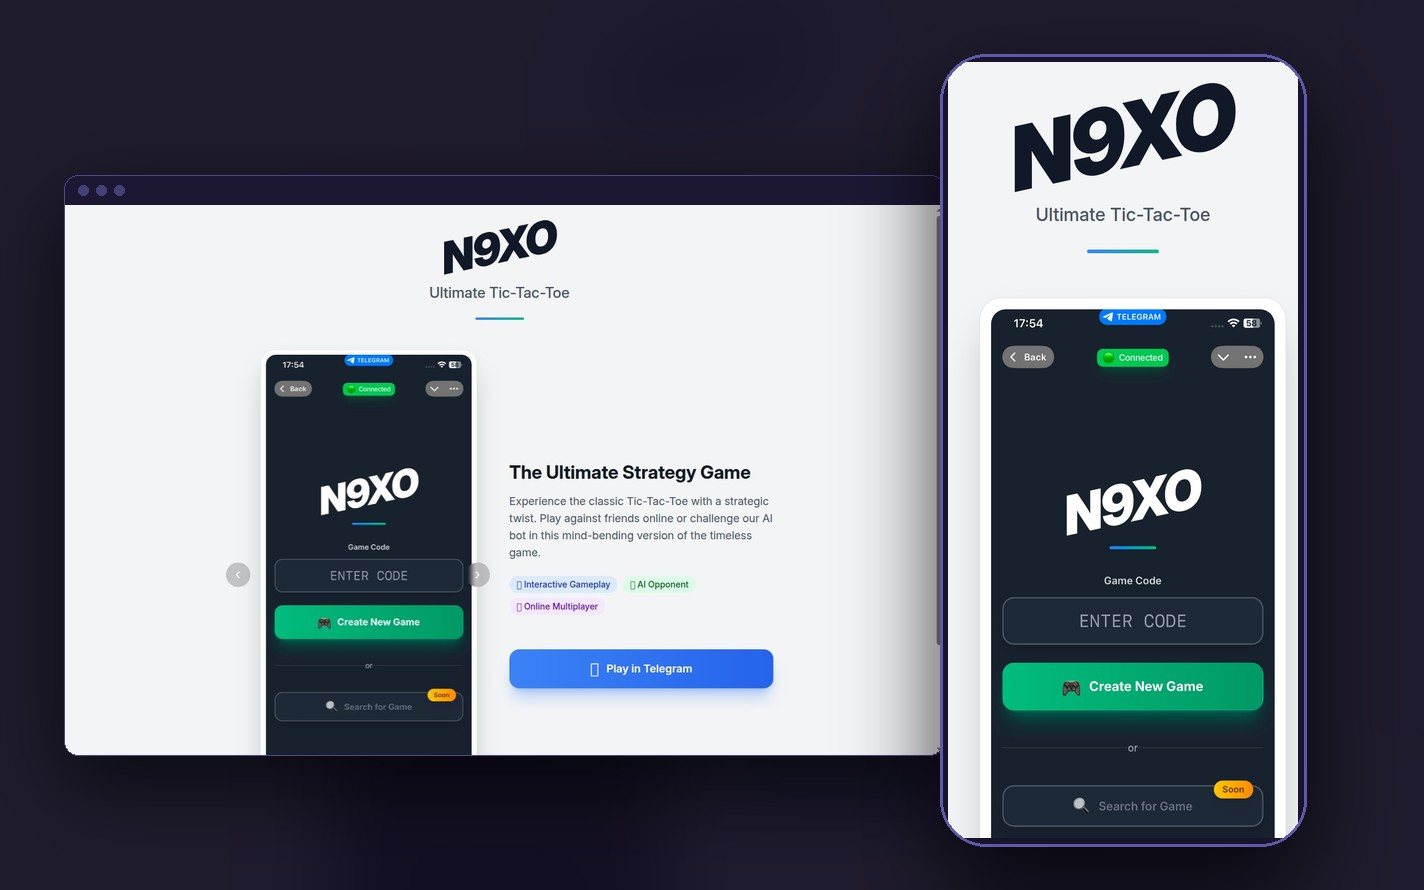 N9XO
Ultimate Tic-Tac-Toe
17:54
TELEGRAM
58
Back
Connected
N9XO
Game Code
ENTER CODE
Create New Game
or
Soon
Search for Game
The Ultimate Strategy Game
Experience the classic Tic-Tac-Toe with a strategic
twist. Play against friends online or challenge our AI
bot in this mind-bending version of the timeless
game.
Interactive Gameplay
AI Opponent
Online Multiplayer
Play in Telegram
N9XO
Ultimate Tic-Tac-Toe
17:54
TELEGRAM
58
Back
Connected
N9XO
Game Code
ENTER CODE
Create New Game
or
Soon
Search for Game